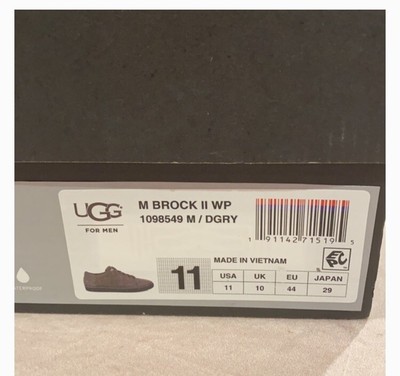 UGG
FOR MEN
M BROCK II WP
1098549 M / DGRY
1 91142 71519 5
11
MADE IN VIETNAM
USA UK EU JAPAN
11 10 44 29